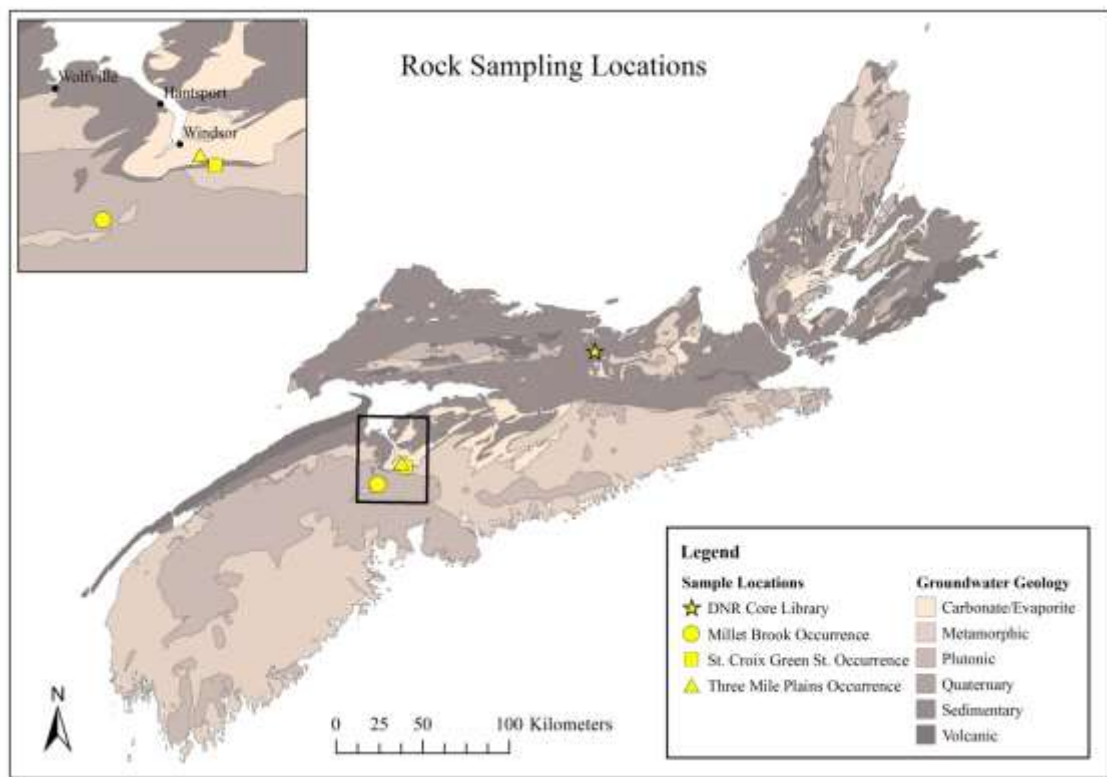 Rock Sampling Locations
Wolfville
Hantsport
Windsor
N
0 25 50 100 Kilometers
Legend
Sample Locations
DNR Core Library
Millet Brook Occurrence
St. Croix Green St. Occurrence
Three Mile Plains Occurrence
Groundwater Geology
Carbonate/Evaporite
Metamorphic
Plutonic
Quaternary
Sedimentary
Volcanic